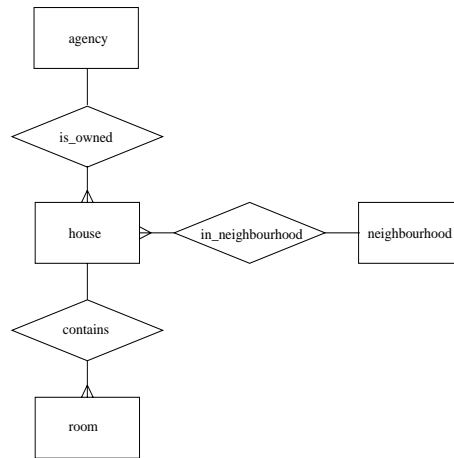 agency
is_owned
house
in_neighbourhood
neighbourhood
contains
room